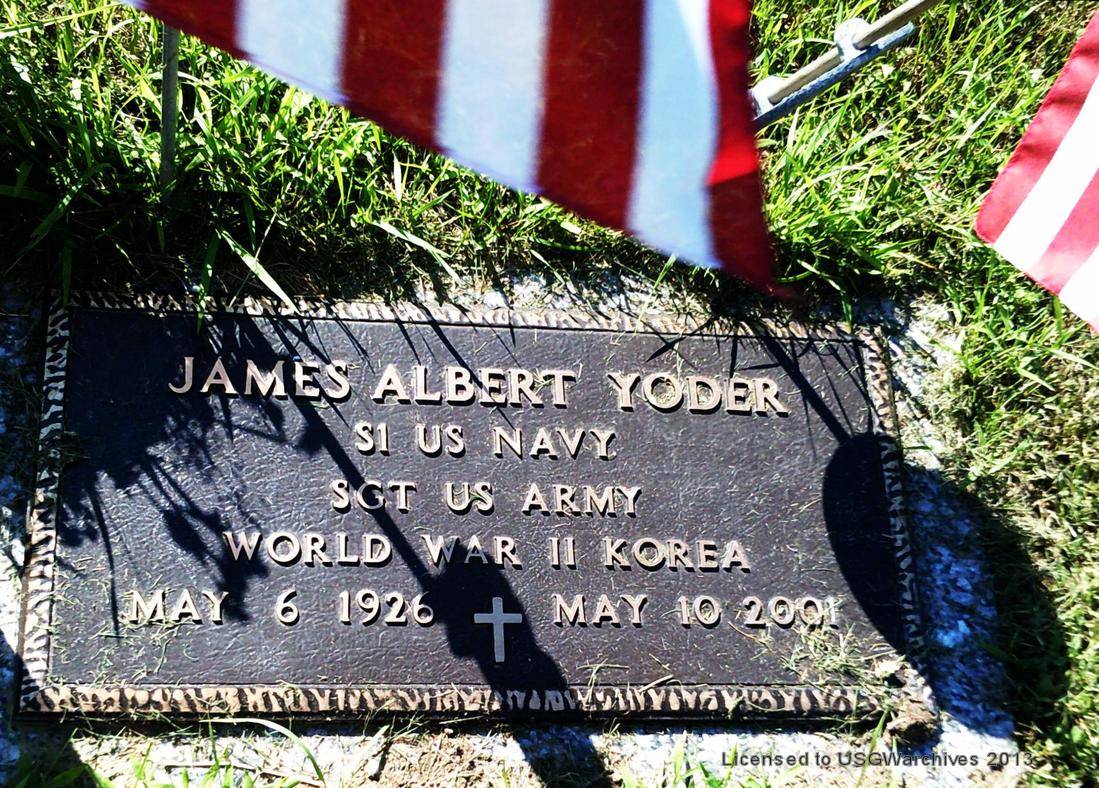 JAMES ALBERT YODER
S1 US NAVY
SGT US ARMY
WORLD WAR II KOREA
MAY 6 1926 MAY 10 2001
Licensed to USGWarchives 2013